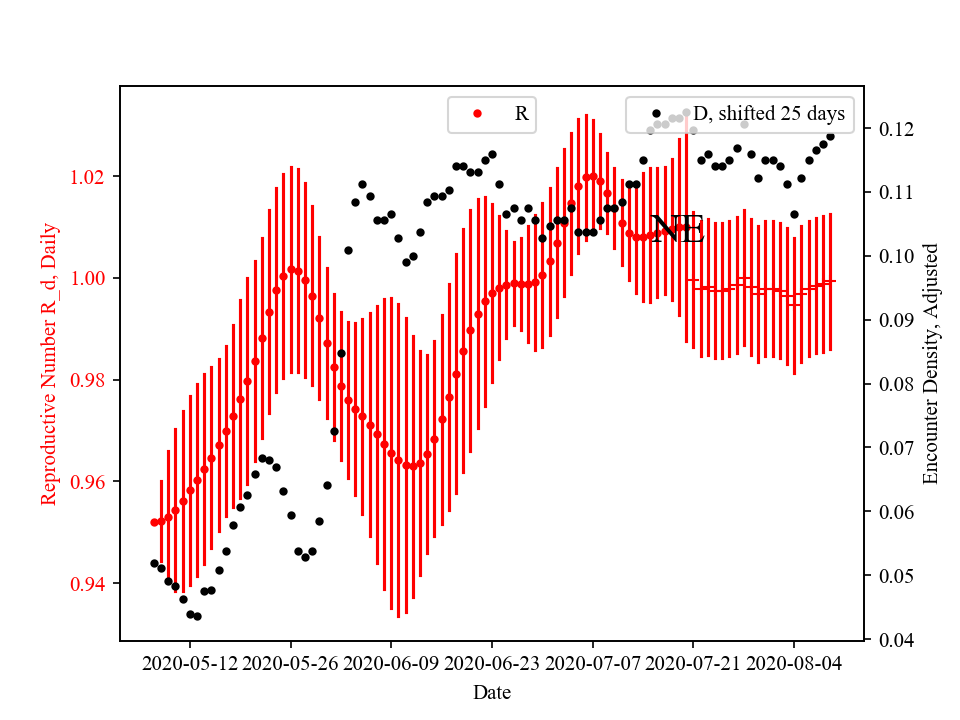 R
D, shifted 25 days
NE
Reproductive Number R_d, Daily
1.02
1.00
0.98
0.96
0.94
0.12
0.11
0.10
0.09
0.08
0.07
0.06
0.05
0.04
Encounter Density, Adjusted
2020-05-12 2020-05-26 2020-06-09 2020-06-23 2020-07-07 2020-07-21 2020-08-04
Date